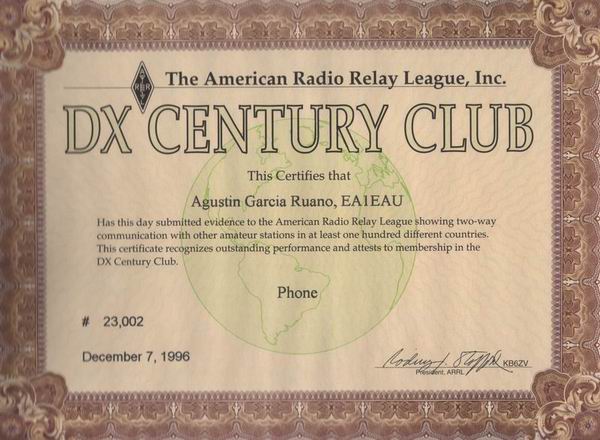 The American Radio Relay League, Inc.
DX CENTURY CLUB
This Certifies that
Agustin Garcia Ruano, EA1EAU
Has this day submitted evidence to the American Radio Relay League showing two-way
communication with other amateur stations in at least one hundred different countries.
This certificate recognizes outstanding performance and attests to membership in the
DX Century Club.
Phone
# 23,002
December 7, 1996
KB6ZV
President, ARRL